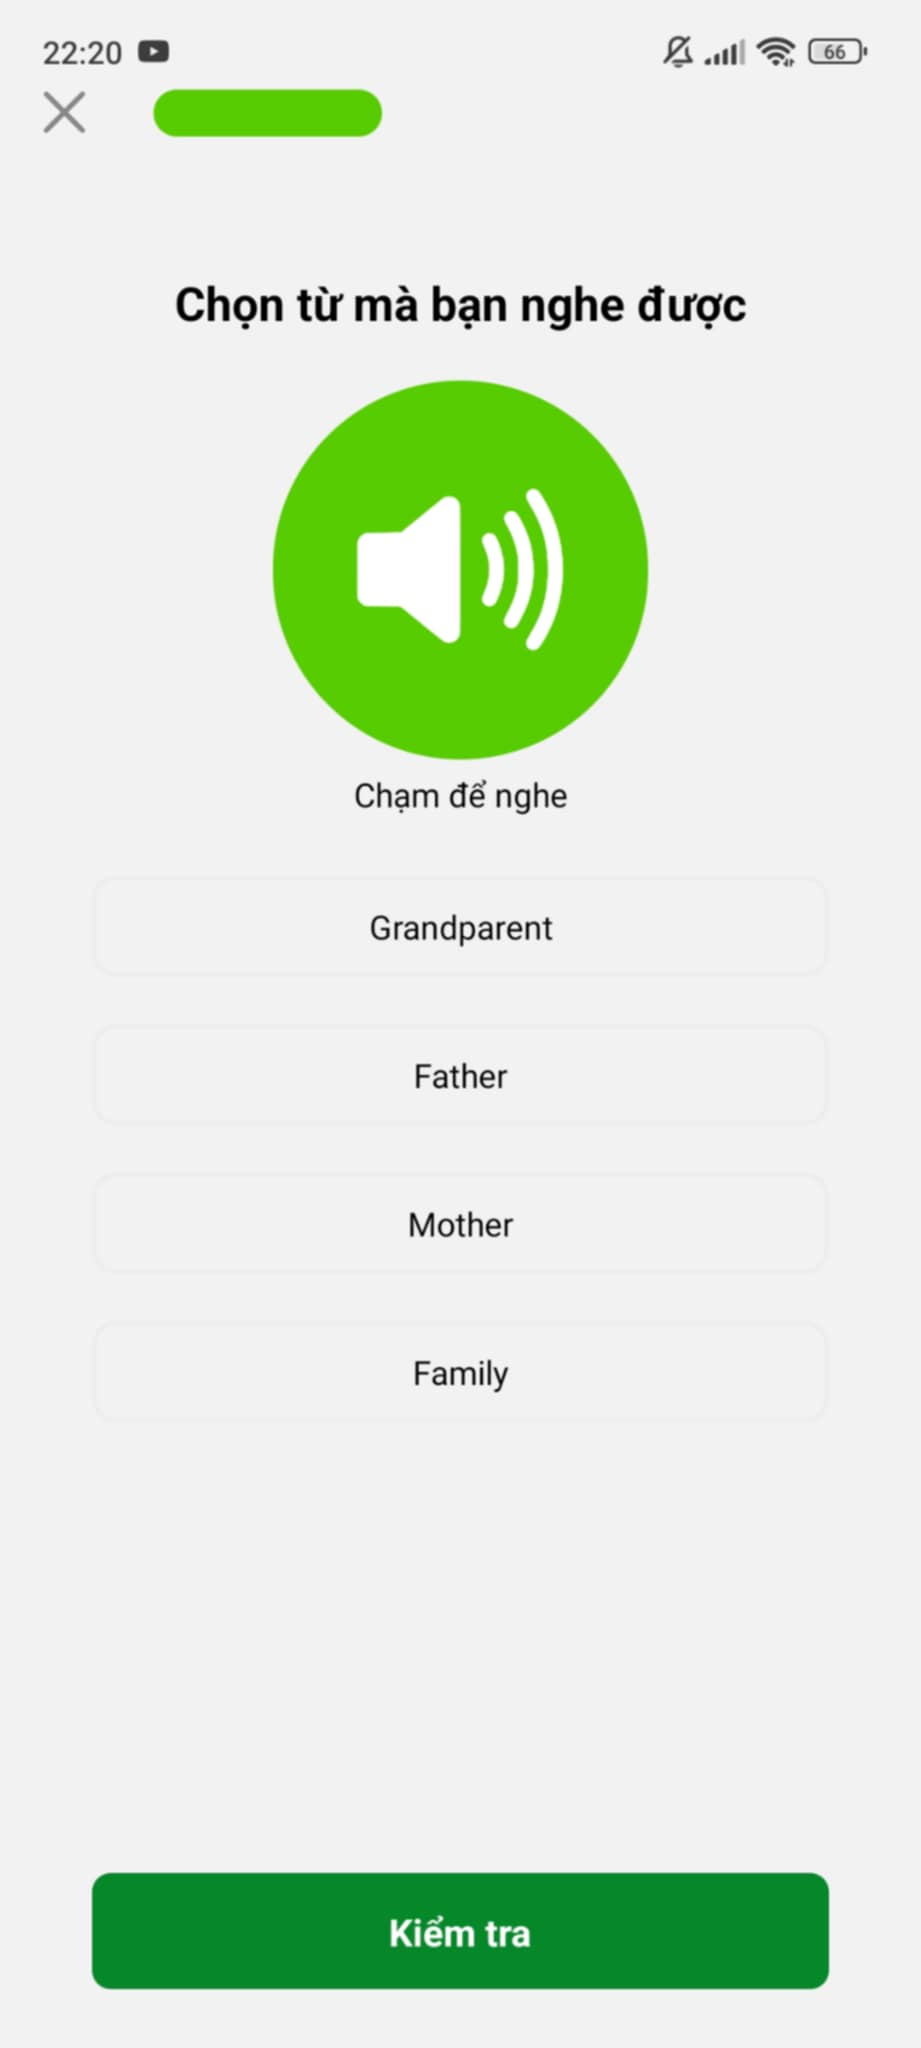 22:20
66
Chọn từ mà bạn nghe được
Chạm để nghe
Grandparent
Father
Mother
Family
Kiểm tra